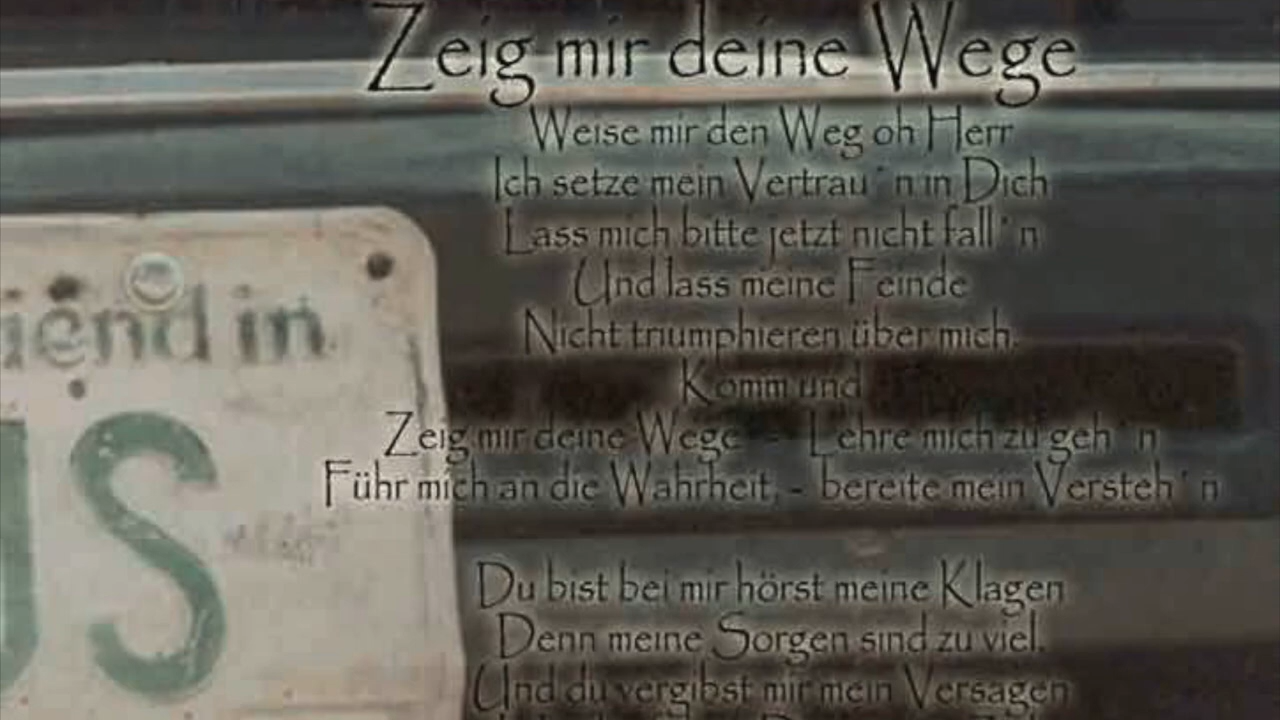 Zeig mir deine Wege
Weise mir den Weg oh Herr
Ich setze mein Vertrau´n in Dich
Lass mich bitte jetzt nicht fall´n
Und lass meine Feinde
Nicht triumphieren über mich.
Komm und
Zeig mir deine Wege - Lehre mich zu geh´n
Führ mich an die Wahrheit, - bereite mein Versteh´n
Du bist bei mir hörst meine Klagen
Denn meine Sorgen sind zu viel.
Und du vergibst mir mein Versagen
iend in
US